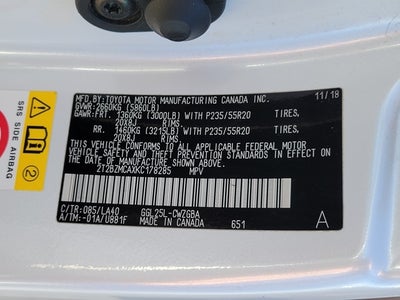 MFD. BY: TOYOTA MOTOR MANUFACTURING CANADA INC. 11/18
GVWR: 2660KG (5860LB)
GAWR: FRT. 1360KG (3000LB) WITH P235/55R20 TIRES,
20X8J RIMS,
RR. 1460KG (3215LB) WITH P235/55R20 TIRES,
20X8J RIMS,
THIS VEHICLE CONFORMS TO ALL APPLICABLE FEDERAL MOTOR
VEHICLE SAFETY STANDARDS IN EFFECT ON THE DATE OF
MANUFACTURE SHOWN ABOVE.
2T2BZMCAXKC178285 MPV
C/TR: 085/LA40 GGL25L-CWZGBA
A/TM: -01A/U881F MADE IN CANADA 651 A
SRS SIDE AIRBAG
2